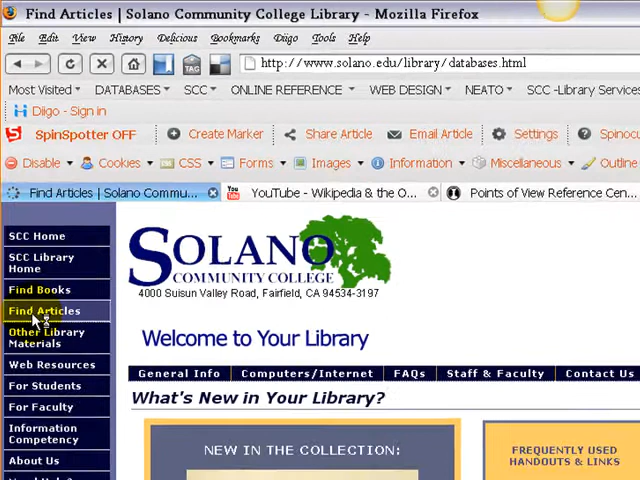 Find Articles | Solano Community College Library - Mozilla Firefox
File Edit View History Delicious Bookmarks Diigo Tools Help
TAG http://www.solano.edu/library/databases.html
Most Visited DATABASES SCC ONLINE REFERENCE WEB DESIGN NEATO SCC -Library Services
Diigo - Sign in
SpinSpotter OFF Create Marker Share Article Email Article Settings
Disable Cookies CSS Forms Images Information Miscellaneous Outline
Find Articles | Solano Commu... YouTube - Wikipedia & the O... Points of View Reference Cen...
SCC Home
SCC Library
Home
Find Books
Find Articles
Other Library
Materials
Web Resources
For Students
For Faculty
Information
Competency
About Us
SOLANO
COMMUNITY COLLEGE
4000 Suisun Valley Road, Fairfield, CA 94534-3197
Welcome to Your Library
General Info Computers/Internet FAQs Staff & Faculty Contact Us
What's New in Your Library?
NEW IN THE COLLECTION:
FREQUENTLY USED
HANDOUTS & LINKS